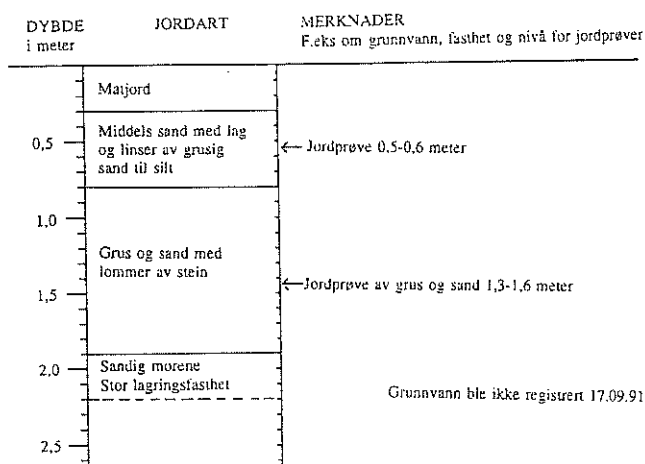 DYBDE
i meter
JORDART
MERKNADER
F.eks om grunnvann, fasthet og nivå for jordprøver
Matjord
0,5
Middels sand med lag
og linser av grusig
sand til silt
Jordprøve 0,5-0,6 meter
1,0
Grus og sand med
lommer av stein
1,5
Jordprøve av grus og sand 1,3-1,6 meter
2,0
Sandig morene
Stor lagringsfasthet
Grunnvann ble ikke registrert 17.09.91
2,5